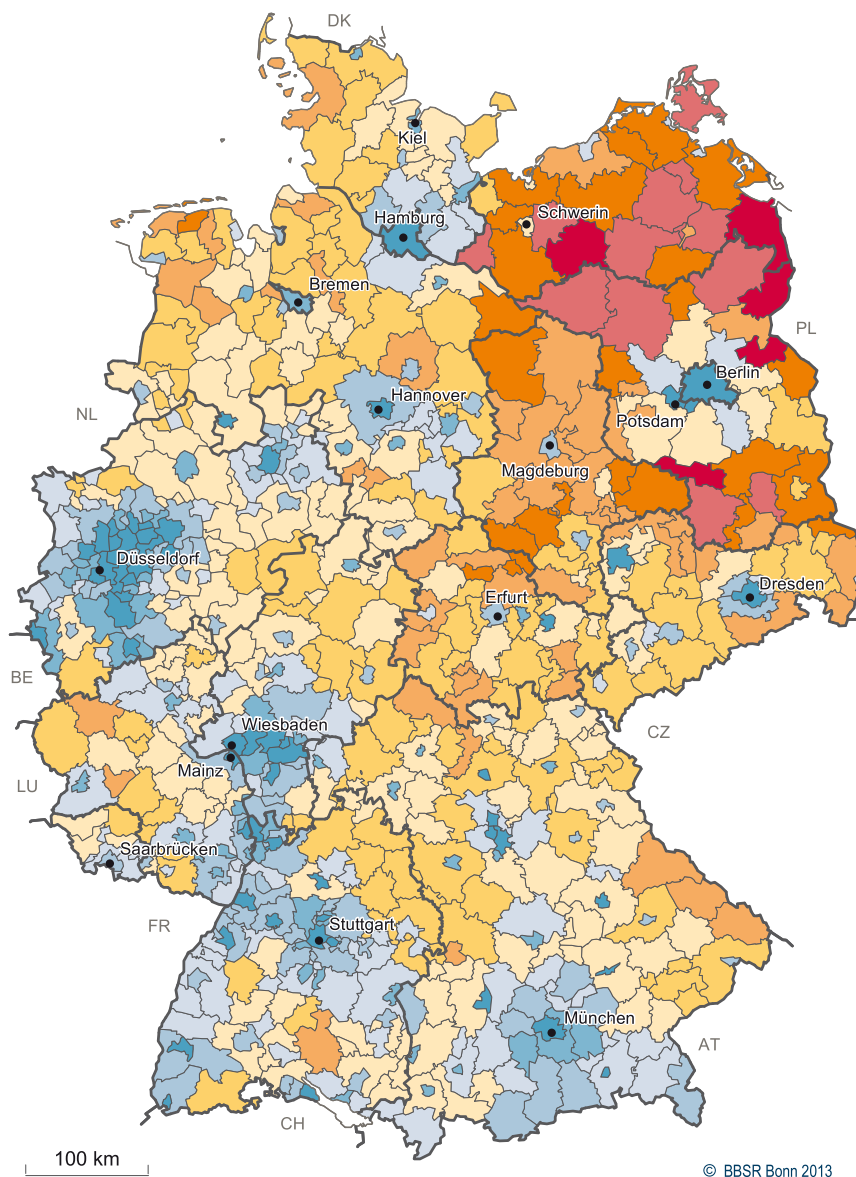 DK
Kiel
Hamburg
Schwerin
Bremen
PL
Berlin
Hannover
NL
Potsdam
Magdeburg
Düsseldorf
Dresden
Erfurt
BE
Wiesbaden
CZ
Mainz
LU
Saarbrücken
FR
Stuttgart
München
AT
CH
100 km
© BBSR Bonn 2013